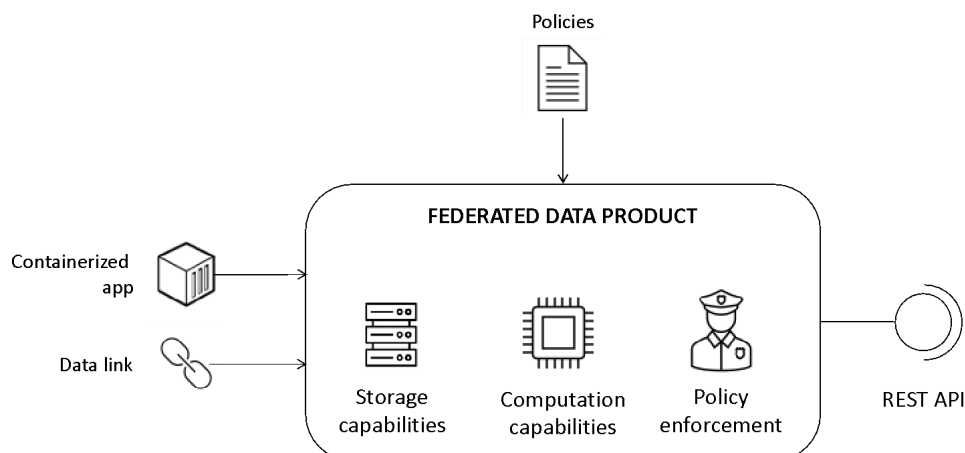 Policies
FEDERATED DATA PRODUCT
Containerized
app
Data link
Storage
capabilities
Computation
capabilities
Policy
enforcement
REST API